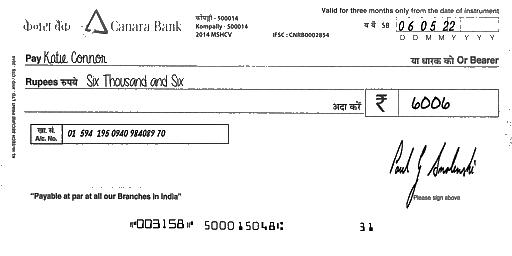 Valid for three months only from the date of instrument
केनरा बैंक Canara Bank
कोंपल्ली - 500014
Kompally - 500014
2014 MSHCV
IFSC : CNRB0002854
SB 06 05 22
D D M M Y Y Y Y
Pay Katie Connon
या धारक को Or Bearer
Rupees रुपये Six Thousand and Six
अदा करें ₹ 6006
खा. सं.
A/c. No. 01 594 195 0940 984089 70
Paul G Smolenski
Please sign above
"Payable at par at all our Branches in India"
⑈003158⑈ 500015048⑆ 31